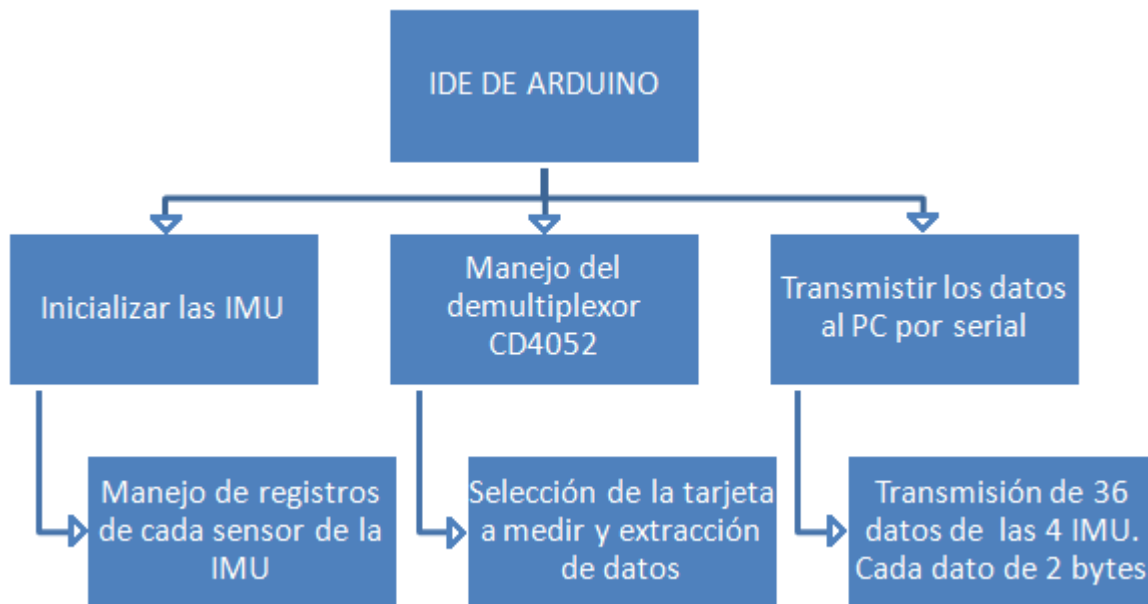 IDE DE ARDUINO
Inicializar las IMU
Manejo del
demultiplexor
CD4052
Transmistir los datos
al PC por serial
Manejo de registros
de cada sensor de la
IMU
Selección de la tarjeta
a medir y extracción
de datos
Transmisión de 36
datos de las 4 IMU.
Cada dato de 2 bytes